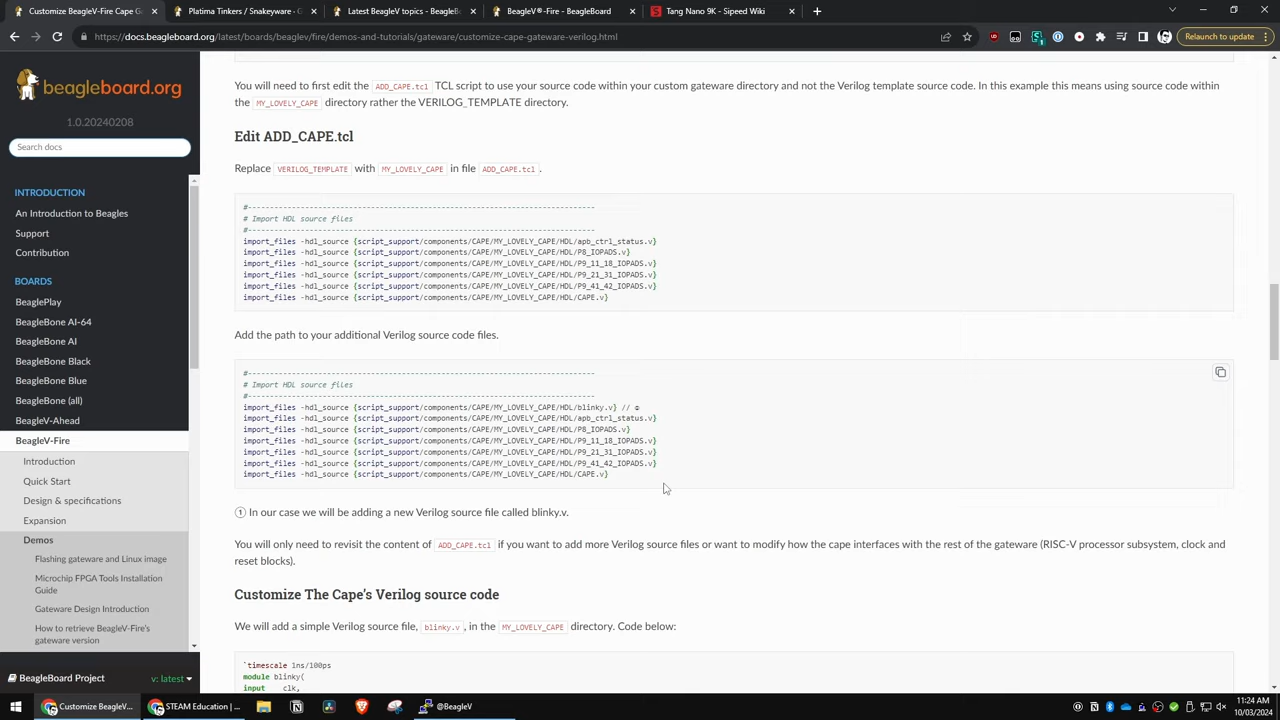 Customize BeagleV-Fire Cape Ge
Platima Tinkers / Snakeyware · G
Latest BeagleV topics - BeagleBo
BeagleV®-Fire - BeagleBoard
Tang Nano 9K - Sipeed Wiki
https://docs.beagleboard.org/latest/boards/beaglev/fire/demos-and-tutorials/gateware/customize-cape-gateware-verilog.html
Relaunch to update
beagleboard.org
1.0.20240208
Search docs
INTRODUCTION
An Introduction to Beagles
Support
Contribution
BOARDS
BeaglePlay
BeagleBone AI-64
BeagleBone AI
BeagleBone Black
BeagleBone Blue
BeagleBone (all)
BeagleV-Ahead
BeagleV-Fire
Introduction
Quick Start
Design & specifications
Expansion
Demos
Flashing gateware and Linux image
Microchip FPGA Tools Installation
Guide
Gateware Design Introduction
How to retrieve BeagleV-Fire's
gateware version
BeagleBoard Project
v: latest
You will need to first edit the ADD_CAPE.tcl TCL script to use your source code within your custom gateware directory and not the Verilog template source code. In this example this means using source code within
the MY_LOVELY_CAPE directory rather the VERILOG_TEMPLATE directory.
Edit ADD_CAPE.tcl
Replace VERILOG_TEMPLATE with MY_LOVELY_CAPE in file ADD_CAPE.tcl.
#-------------------------------------------------------------------------------
# Import HDL source files
#-------------------------------------------------------------------------------
import_files -hdl_source {script_support/components/CAPE/MY_LOVELY_CAPE/HDL/apb_ctrl_status.v}
import_files -hdl_source {script_support/components/CAPE/MY_LOVELY_CAPE/HDL/P8_IOPADS.v}
import_files -hdl_source {script_support/components/CAPE/MY_LOVELY_CAPE/HDL/P9_11_18_IOPADS.v}
import_files -hdl_source {script_support/components/CAPE/MY_LOVELY_CAPE/HDL/P9_21_31_IOPADS.v}
import_files -hdl_source {script_support/components/CAPE/MY_LOVELY_CAPE/HDL/P9_41_42_IOPADS.v}
import_files -hdl_source {script_support/components/CAPE/MY_LOVELY_CAPE/HDL/CAPE.v}
Add the path to your additional Verilog source code files.
#-------------------------------------------------------------------------------
# Import HDL source files
#-------------------------------------------------------------------------------
import_files -hdl_source {script_support/components/CAPE/MY_LOVELY_CAPE/HDL/blinky.v} // ①
import_files -hdl_source {script_support/components/CAPE/MY_LOVELY_CAPE/HDL/apb_ctrl_status.v}
import_files -hdl_source {script_support/components/CAPE/MY_LOVELY_CAPE/HDL/P8_IOPADS.v}
import_files -hdl_source {script_support/components/CAPE/MY_LOVELY_CAPE/HDL/P9_11_18_IOPADS.v}
import_files -hdl_source {script_support/components/CAPE/MY_LOVELY_CAPE/HDL/P9_21_31_IOPADS.v}
import_files -hdl_source {script_support/components/CAPE/MY_LOVELY_CAPE/HDL/P9_41_42_IOPADS.v}
import_files -hdl_source {script_support/components/CAPE/MY_LOVELY_CAPE/HDL/CAPE.v}
① In our case we will be adding a new Verilog source file called blinky.v.
You will only need to revisit the content of ADD_CAPE.tcl if you want to add more Verilog source files or want to modify how the cape interfaces with the rest of the gateware (RISC-V processor subsystem, clock and
reset blocks).
Customize The Cape's Verilog source code
We will add a simple Verilog source file, blinky.v, in the MY_LOVELY_CAPE directory. Code below:
`timescale 1ns/100ps
module blinky(
input clk,
Customize BeagleV...
STEAM Education | ...
@BeagleV
11:24 AM
10/03/2024